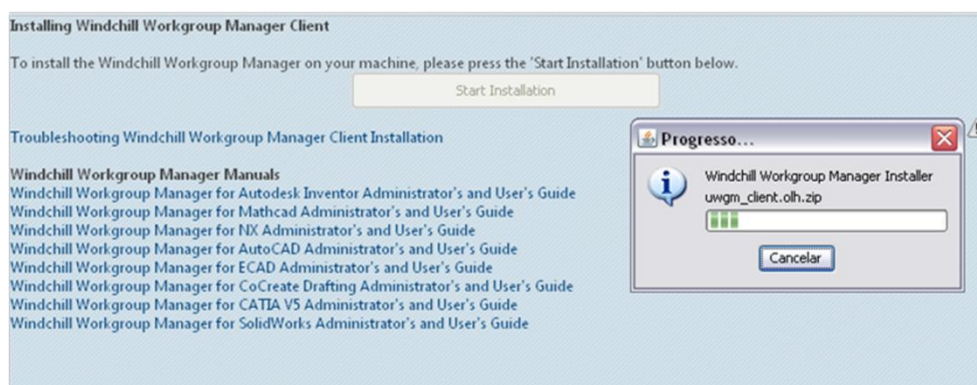 Installing Windchill Workgroup Manager Client
To install the Windchill Workgroup Manager on your machine, please press the 'Start Installation' button below.
Start Installation
Troubleshooting Windchill Workgroup Manager Client Installation
Windchill Workgroup Manager Manuals
Windchill Workgroup Manager for Autodesk Inventor Administrator's and User's Guide
Windchill Workgroup Manager for Mathcad Administrator's and User's Guide
Windchill Workgroup Manager for NX Administrator's and User's Guide
Windchill Workgroup Manager for AutoCAD Administrator's and User's Guide
Windchill Workgroup Manager for ECAD Administrator's and User's Guide
Windchill Workgroup Manager for CoCreate Drafting Administrator's and User's Guide
Windchill Workgroup Manager for CATIA V5 Administrator's and User's Guide
Windchill Workgroup Manager for SolidWorks Administrator's and User's Guide
Progresso...
Windchill Workgroup Manager Installer
uwgm_client.olh.zip
Cancelar